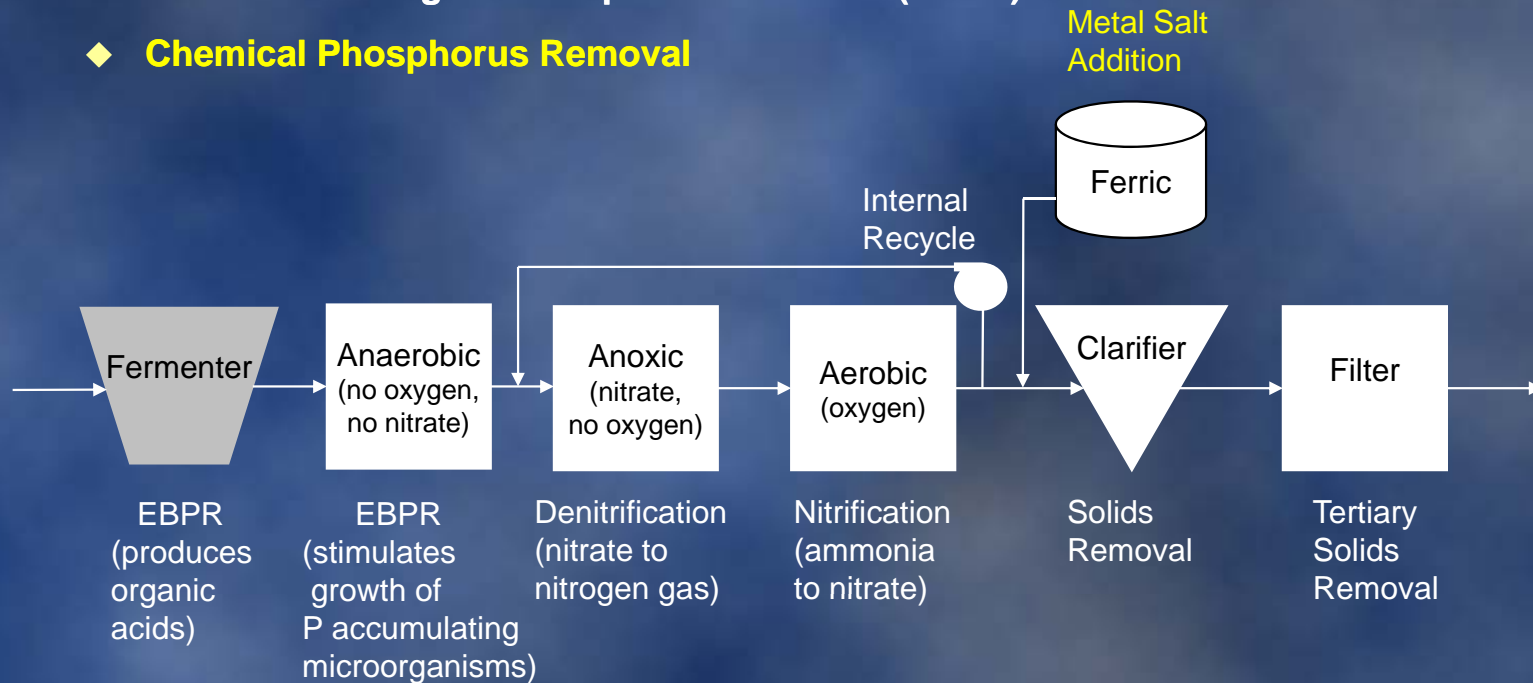 Chemical Phosphorus Removal
Metal Salt
Addition
Ferric
Internal
Recycle
Fermenter
Anaerobic
(no oxygen,
no nitrate)
Anoxic
(nitrate,
no oxygen)
Aerobic
(oxygen)
Clarifier
Filter
EBPR
(produces
organic
acids)
EBPR
(stimulates
growth of
P accumulating
microorganisms)
Denitrification
(nitrate to
nitrogen gas)
Nitrification
(ammonia
to nitrate)
Solids
Removal
Tertiary
Solids
Removal